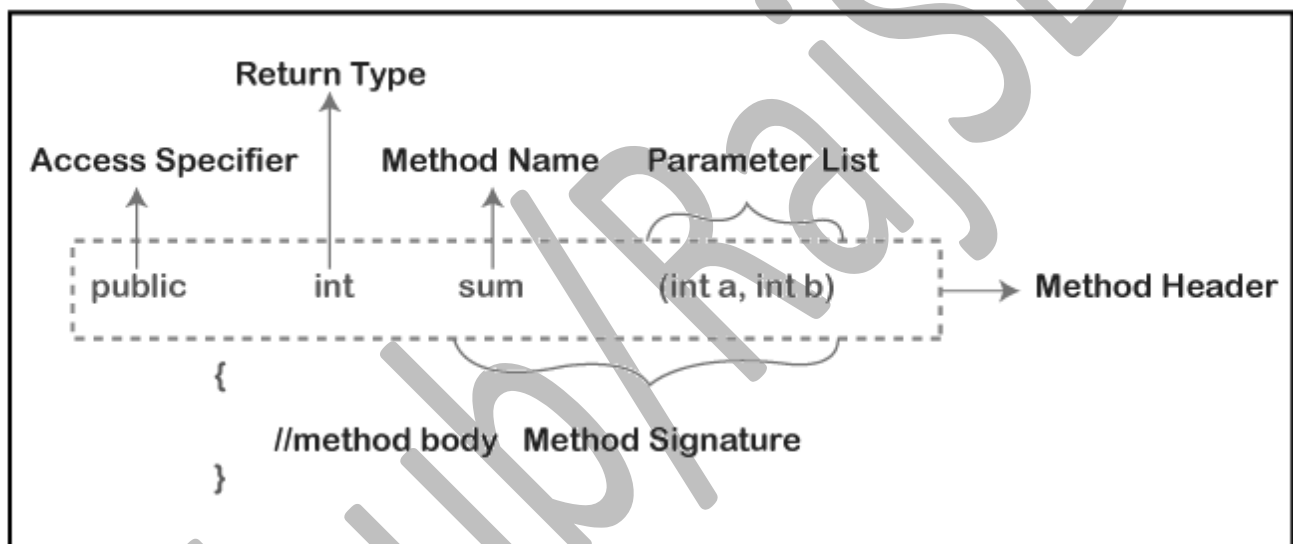 Return Type
Access Specifier Method Name Parameter List
public int sum (int a, int b) Method Header
{
//method body Method Signature
}